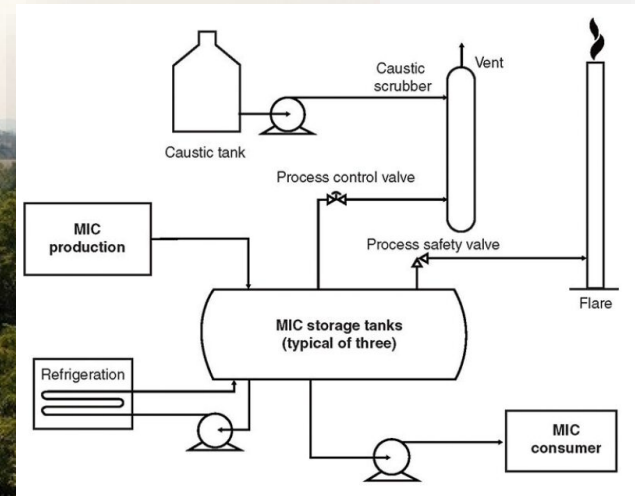 Caustic
scrubber
Vent
Caustic tank
Process control valve
MIC
production
Process safety valve
Flare
MIC storage tanks
(typical of three)
Refrigeration
MIC
consumer